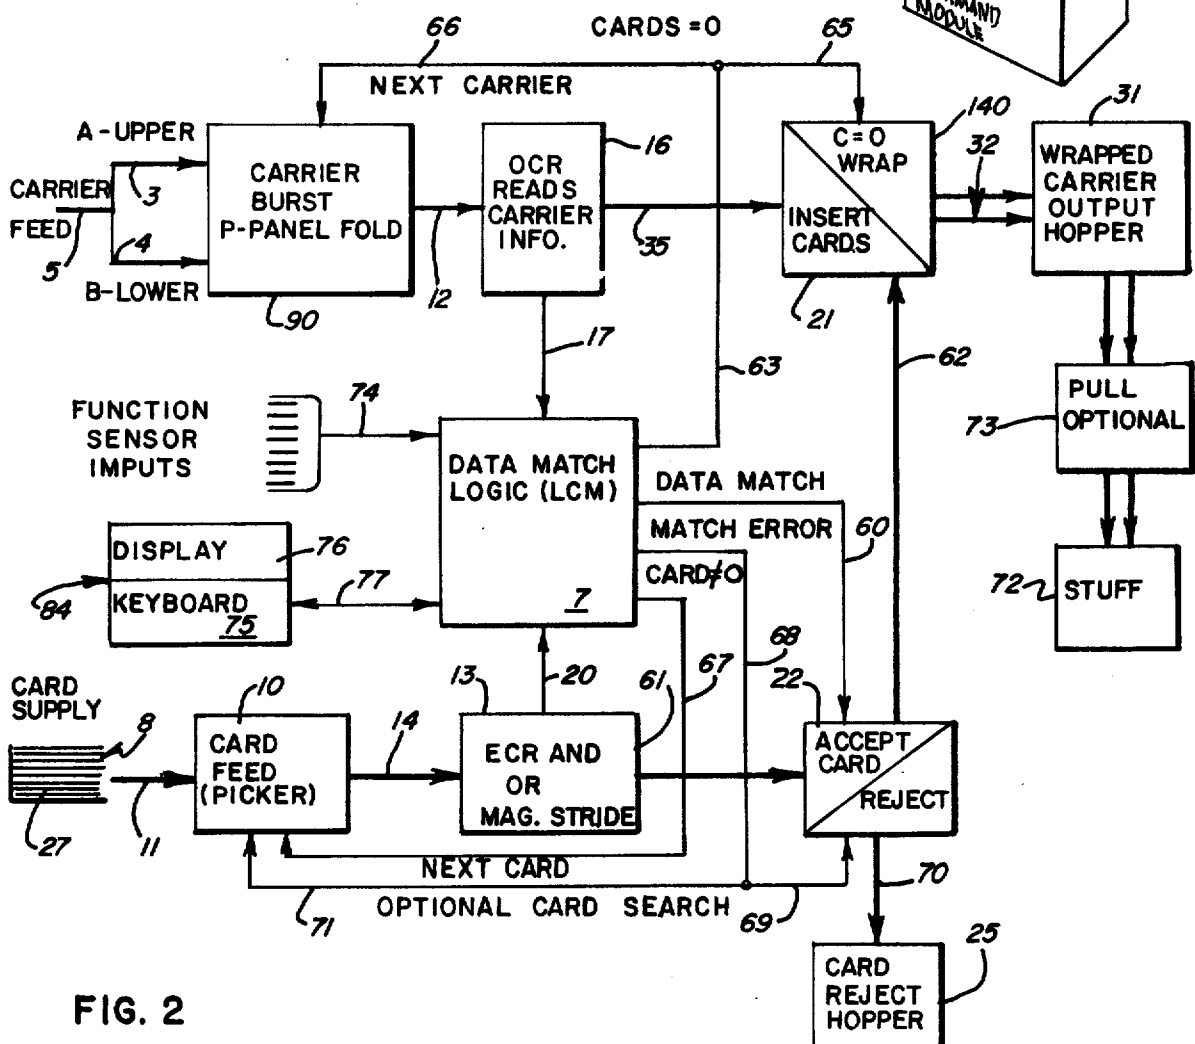 MAND
MODULE
66
CARDS = 0
65
NEXT CARRIER
A - UPPER
3
CARRIER
FEED
5
4
B-LOWER
CARRIER
BURST
P-PANEL FOLD
90
12
OCR
READS
CARRIER
INFO.
16
35
C = 0
WRAP
INSERT
CARDS
140
21
32
31
WRAPPED
CARRIER
OUTPUT
HOPPER
17
63
62
FUNCTION
SENSOR
IMPUTS
74
DATA MATCH
LOGIC (LCM)
7
DATA MATCH
MATCH ERROR
60
CARD≠0
PULL
OPTIONAL
73
STUFF
72
DISPLAY
76
KEYBOARD
75
84
77
CARD
SUPPLY
8
27
11
10
CARD
FEED
(PICKER)
14
13
20
ECR AND
OR
MAG. STRIDE
61
67
68
22
ACCEPT
CARD
REJECT
NEXT CARD
71
OPTIONAL CARD SEARCH
69
70
25
CARD
REJECT
HOPPER
FIG. 2